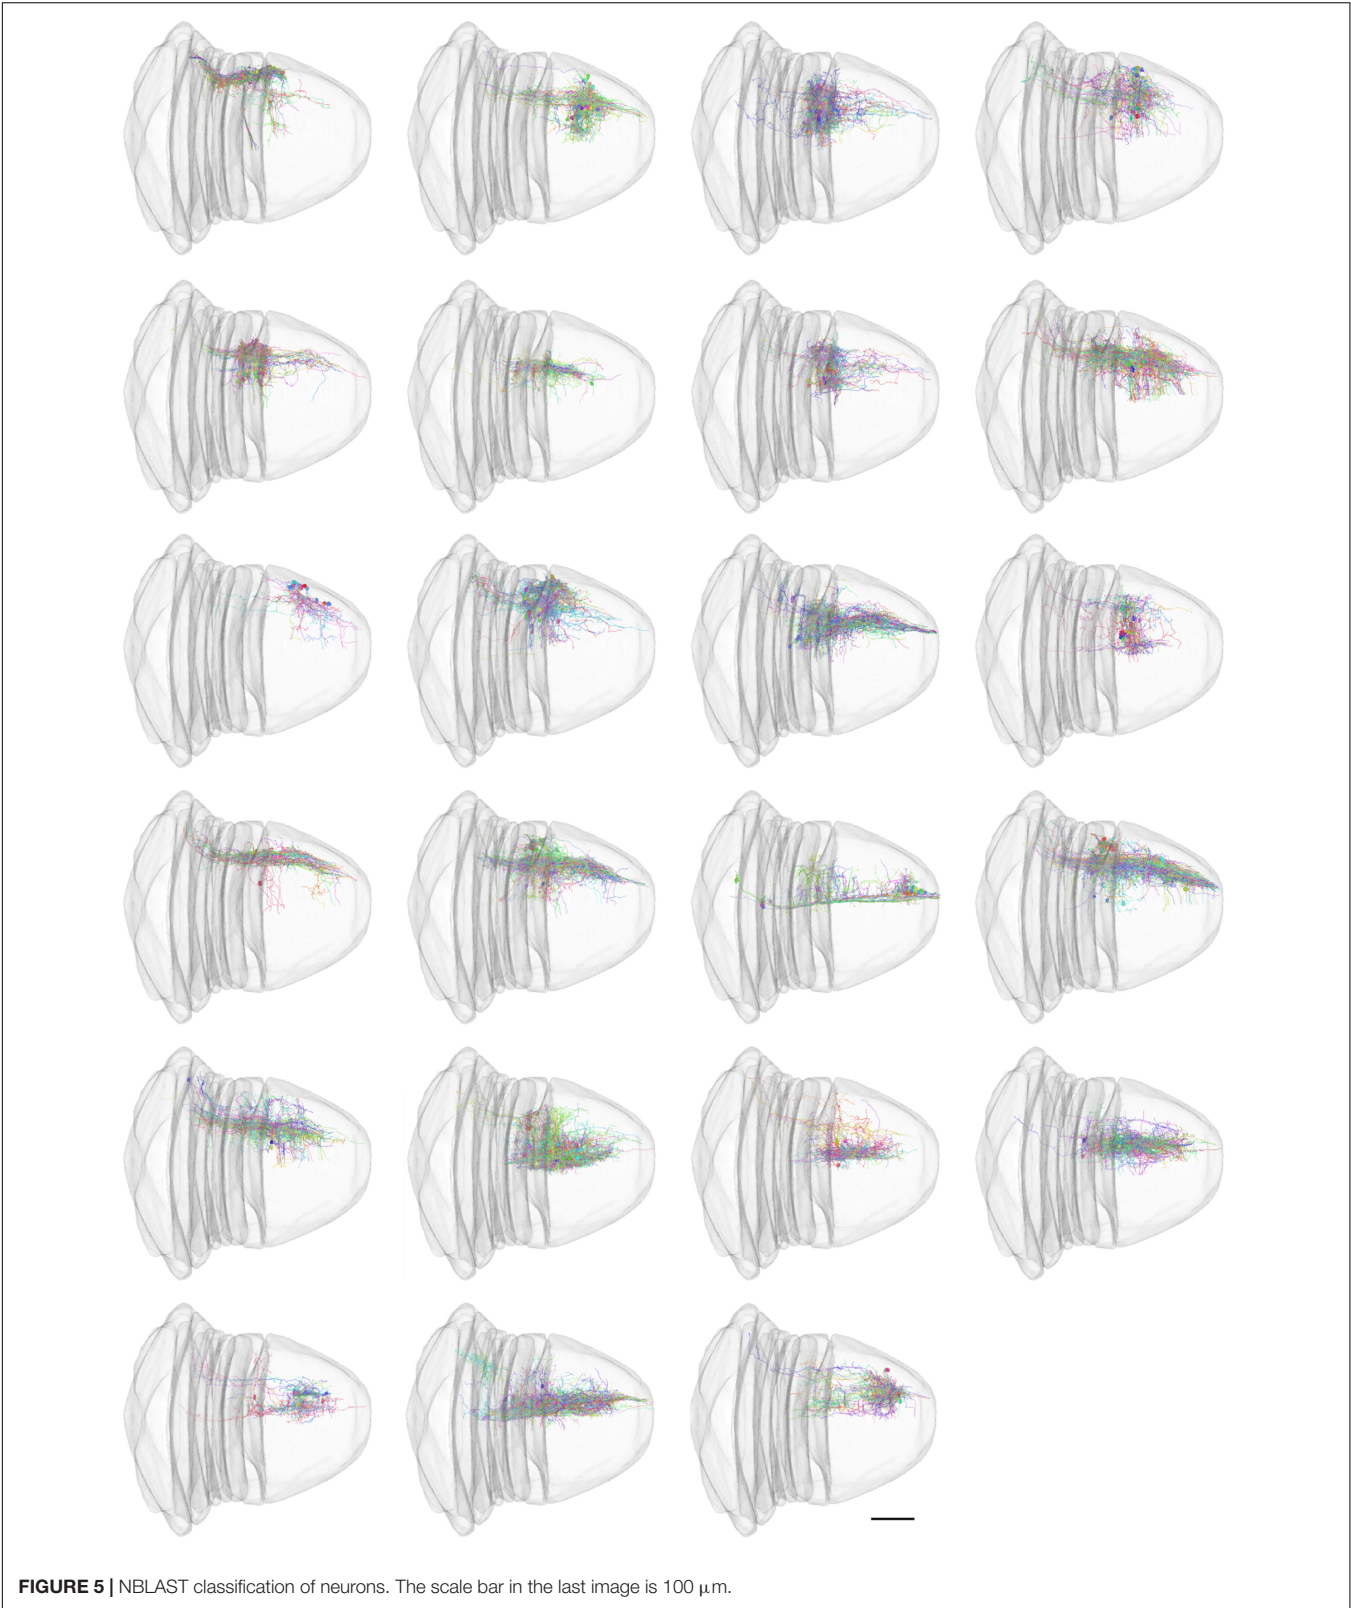 FIGURE 5 | NBLAST classification of neurons. The scale bar in the last image is 100 μm.